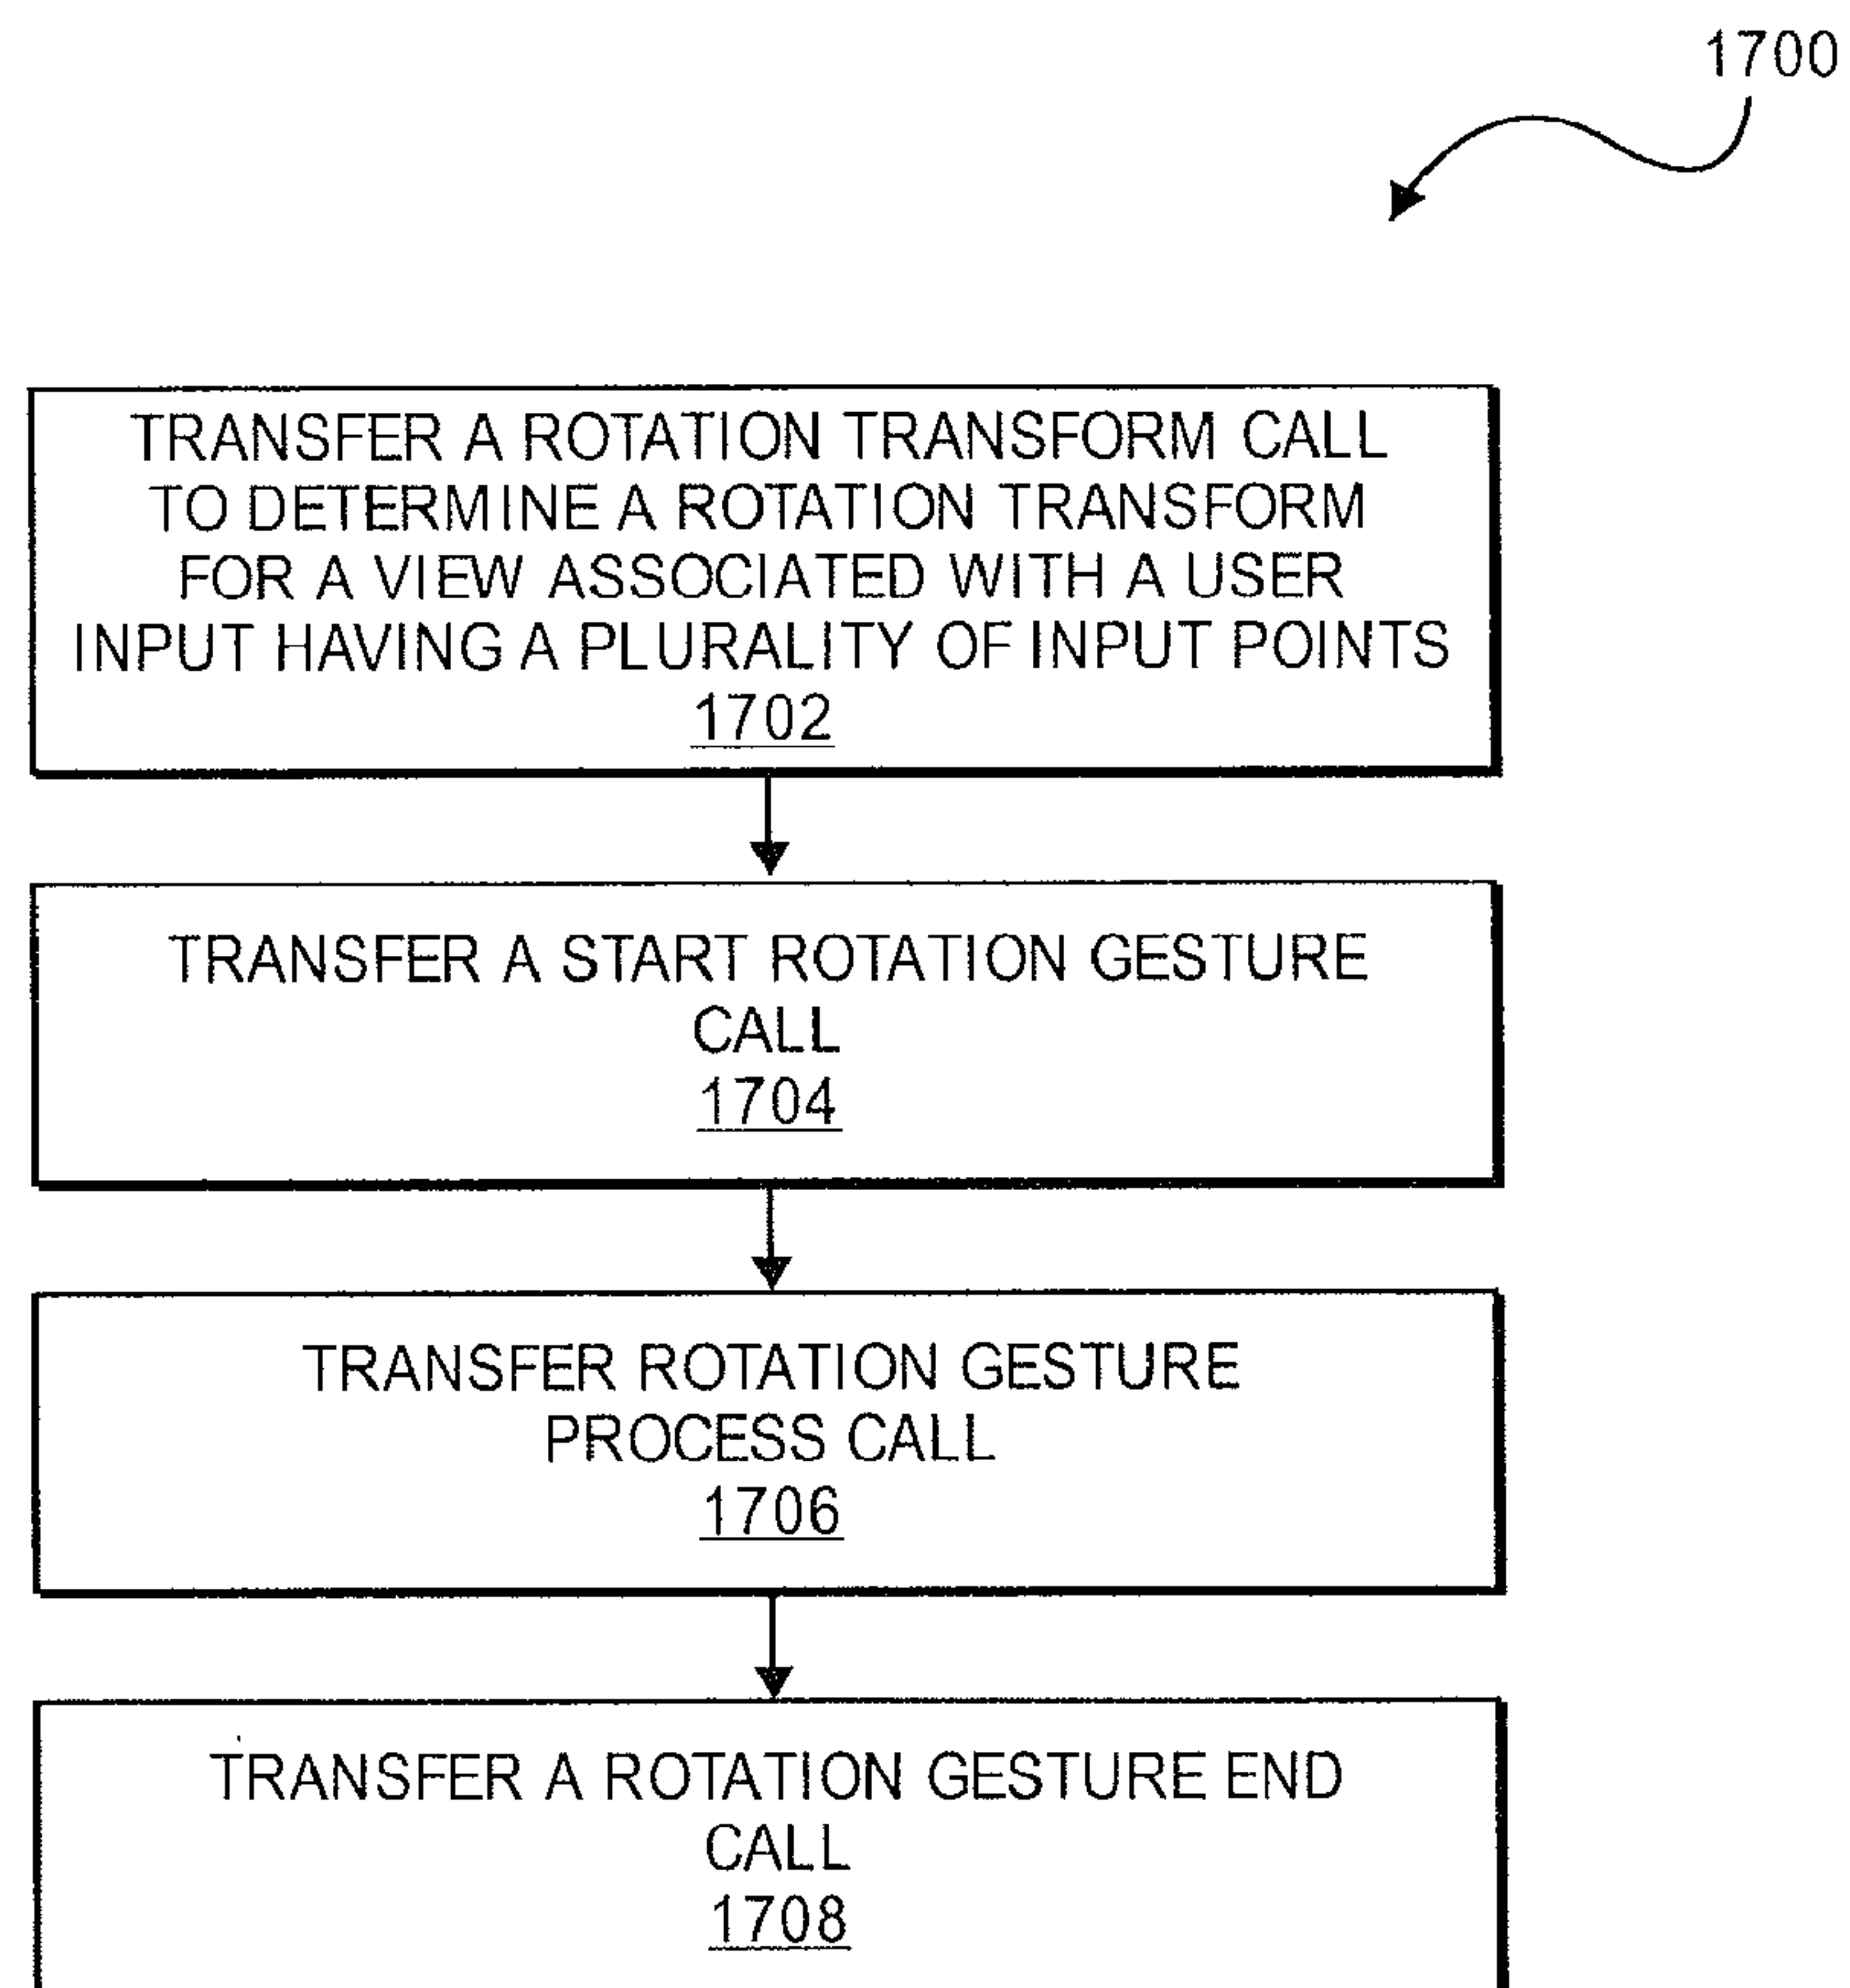 1700
TRANSFER A ROTATION TRANSFORM CALL
TO DETERMINE A ROTATION TRANSFORM
FOR A VIEW ASSOCIATED WITH A USER
INPUT HAVING A PLURALITY OF INPUT POINTS
1702
TRANSFER A START ROTATION GESTURE
CALL
1704
TRANSFER ROTATION GESTURE
PROCESS CALL
1706
TRANSFER A ROTATION GESTURE END
CALL
1708